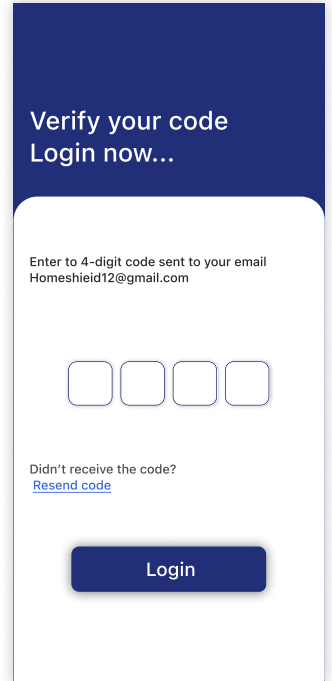 Verify your code
Login now...
Enter to 4-digit code sent to your email
Homeshieid12@gmail.com
Didn't receive the code?
Resend code
Login